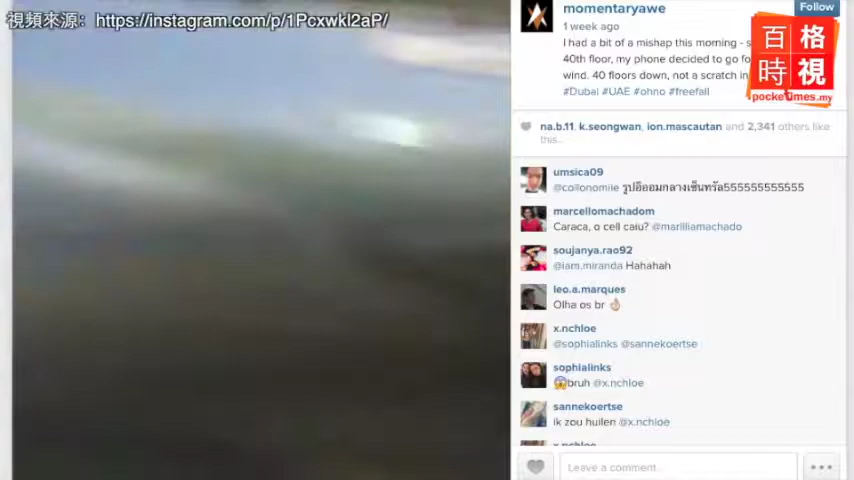 視頻來源：https://instagram.com/p/1Pcxwkl2aP/
momentaryawe
Follow
1 week ago
I had a bit of a mishap this morning - s
40th floor, my phone decided to go fo
wind. 40 floors down, not a scratch in
#Dubai #UAE #ohno #freefall
百格
時視
pocketimes.my
na.b.11, k.seongwan, ion.mascautan and 2,341 others like
this.
umsica09
@collonomile รูปอีออมกลางเซ็นทรัล555555555555
marcellomachadom
Caraca, o cell caiu? @marilliamachado
soujanya.rao92
@iam.miranda Hahahah
leo.a.marques
Olha os br 👌🏼
x.nchloe
@sophialinks @sannekoertse
sophialinks
😱bruh @x.nchloe
sannekoertse
ik zou huilen @x.nchloe
x.nchloe
Leave a comment...